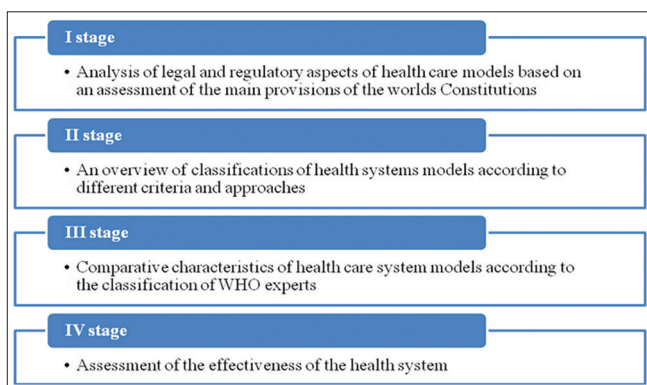 I stage
• Analysis of legal and regulatory aspects of health care models based on
an assessment of the main provisions of the worlds Constitutions
II stage
• An overview of classifications of health systems models according to
different criteria and approaches
III stage
• Comparative characteristics of health care system models according to
the classification of WHO experts
IV stage
• Assessment of the effectiveness of the health system